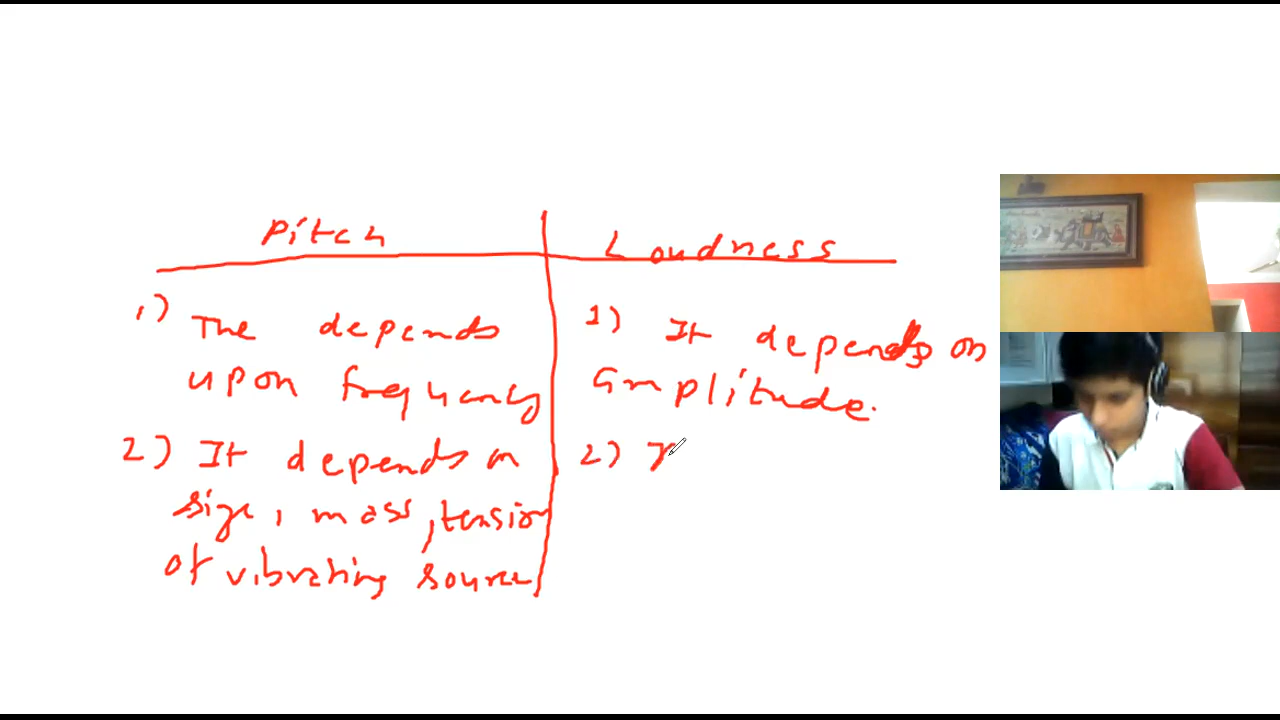 Pitch
Loudness
1) The depends
upon frequency
2) It depends on
size, mass, tension
of vibrating source
1) It depends on
amplitude.
2) I